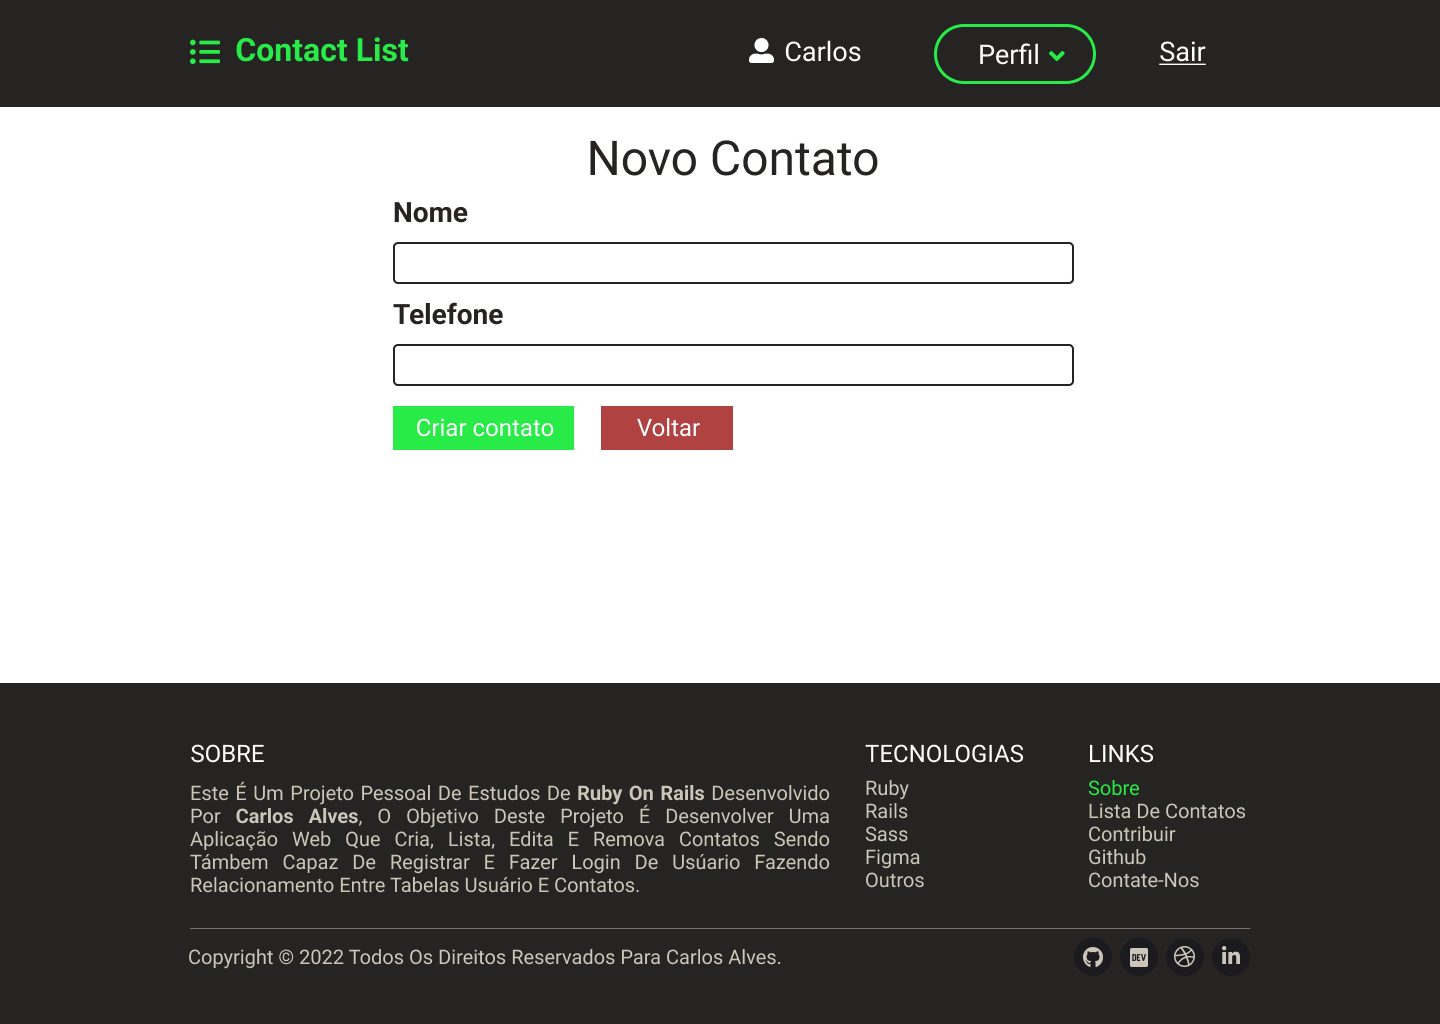 Contact List
Carlos
Perfil
Sair
Novo Contato
Nome
Telefone
Criar contato
Voltar
SOBRE
Este É Um Projeto Pessoal De Estudos De Ruby On Rails Desenvolvido
Por Carlos Alves, O Objetivo Deste Projeto É Desenvolver Uma
Aplicação Web Que Cria, Lista, Edita E Remova Contatos Sendo
Támbem Capaz De Registrar E Fazer Login De Usúario Fazendo
Relacionamento Entre Tabelas Usuário E Contatos.
TECNOLOGIAS
Ruby
Rails
Sass
Figma
Outros
LINKS
Sobre
Lista De Contatos
Contribuir
Github
Contate-Nos
Copyright © 2022 Todos Os Direitos Reservados Para Carlos Alves.
DEV
in